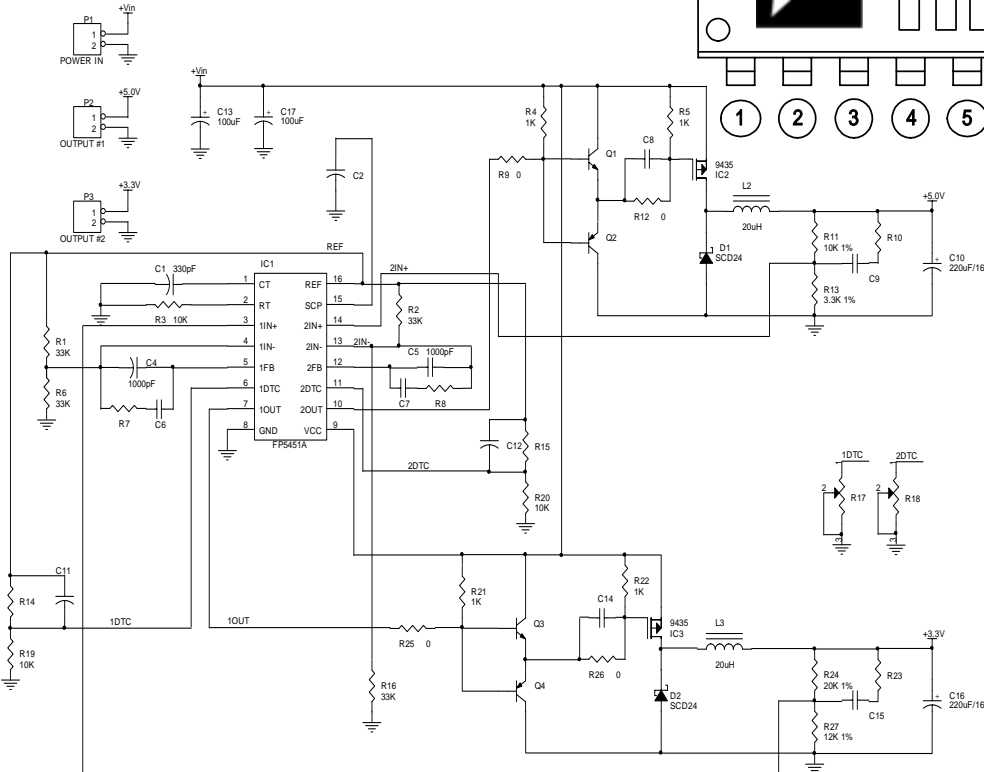 P1
+Vin
1
2
POWER IN
P2
+5.0V
1
2
OUTPUT #1
P3
+3.3V
1
2
OUTPUT #2
+Vin
C13
100uF
C17
100uF
C2
R4
1K
R5
1K
Q1
C8
R9 0
R12 0
Q2
9435
IC2
L2
20uH
D1
SCD24
+5.0V
R11
10K 1%
R10
C9
R13
3.3K 1%
C10
220uF/16
1
2
3
4
5
REF
IC1
C1 330pF
R3 10K
1 CT REF 16
2 RT SCP 15
3 1IN+ 2IN+ 14
4 1IN- 2IN- 13
5 1FB 2FB 12
6 1DTC 2DTC 11
7 1OUT 2OUT 10
8 GND VCC 9
FP5451A
2IN+
R2
33K
2IN-
C5 1000pF
C7 R8
R1
33K
R6
33K
C4
1000pF
R7 C6
C12
R15
2DTC
R20
10K
1DTC
2
R17
3
2DTC
2
R18
3
C11
R14
1DTC
R19
10K
1OUT
R25 0
R21
1K
Q3
Q4
C14
R26 0
R22
1K
9435
IC3
L3
20uH
D2
SCD24
R16
33K
+3.3V
R24
20K 1%
R23
C15
R27
12K 1%
C16
220uF/16